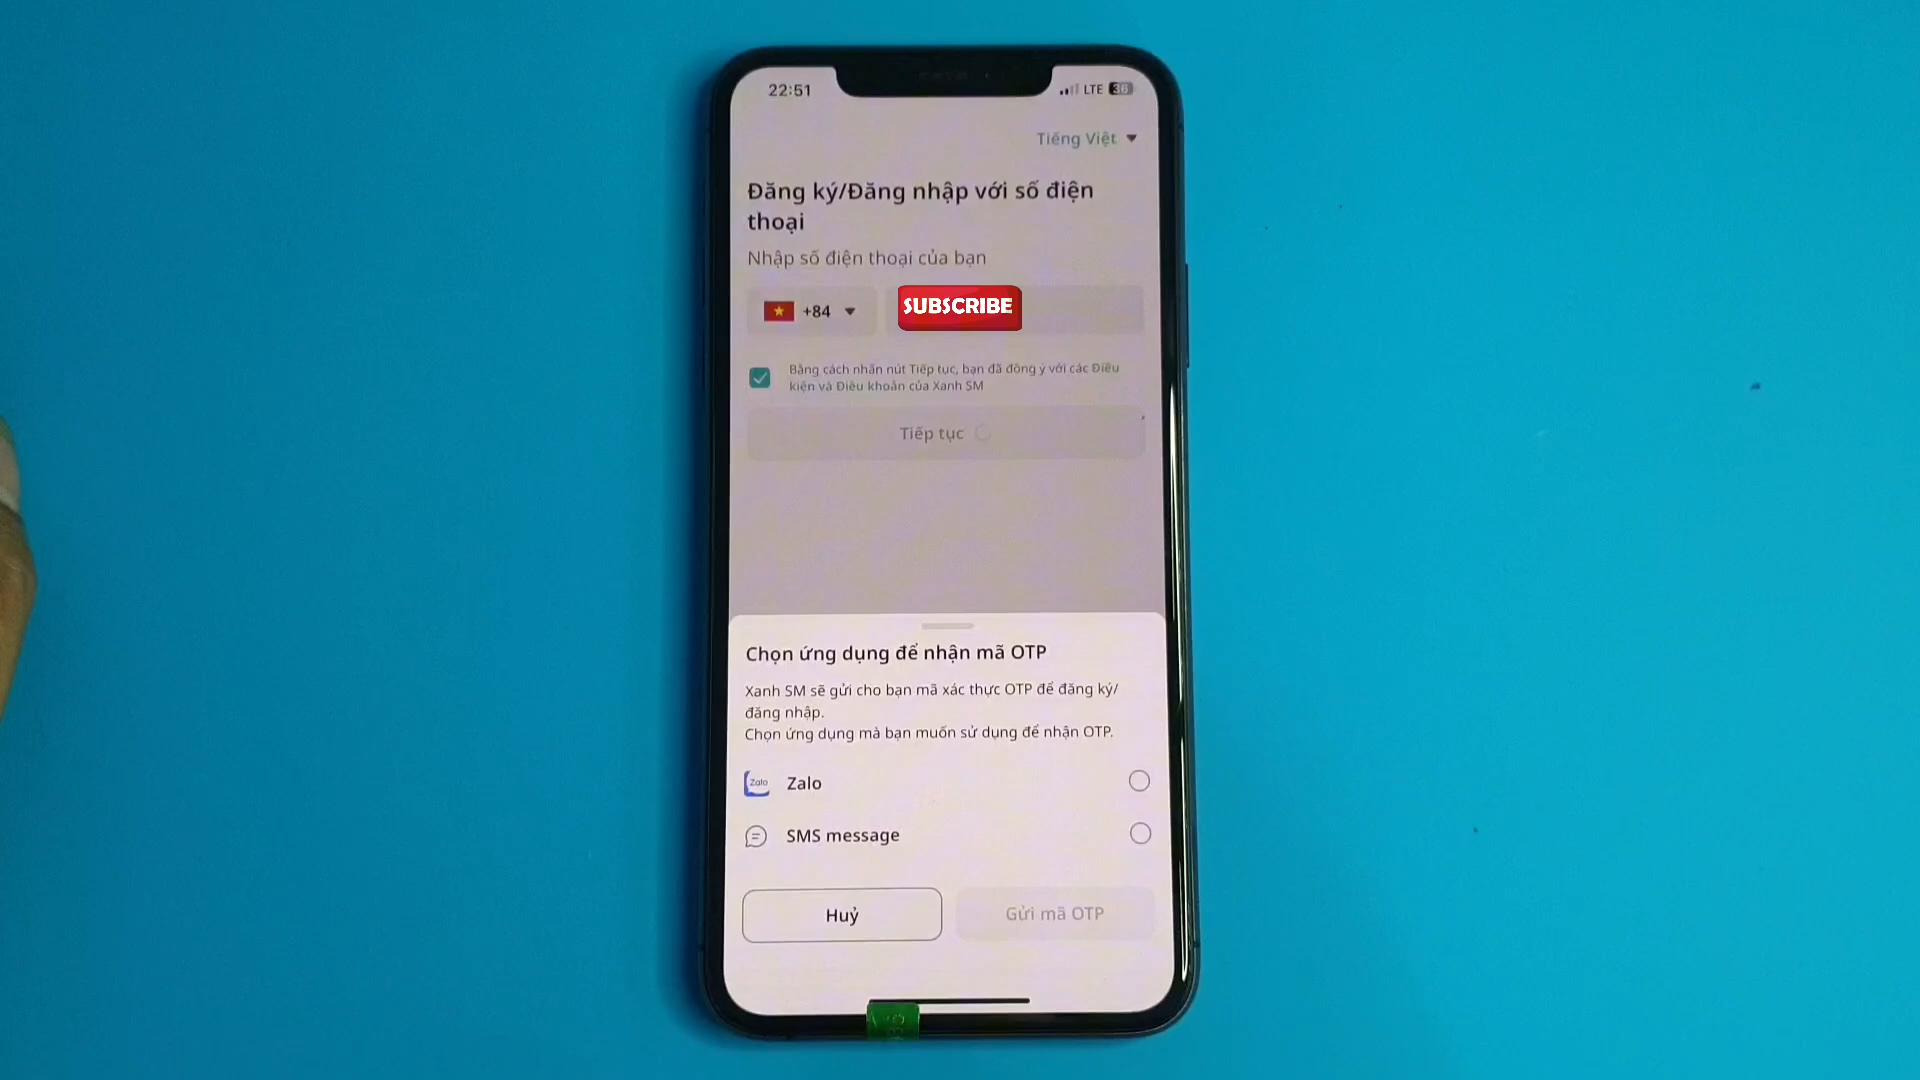 22:51
LTE 36
Tiếng Việt
Đăng ký/Đăng nhập với số điện
thoại
Nhập số điện thoại của bạn
+84
SUBSCRIBE
Bằng cách nhấn nút Tiếp tục, bạn đã đồng ý với các Điều
kiện và Điều khoản của Xanh SM
Tiếp tục
Chọn ứng dụng để nhận mã OTP
Xanh SM sẽ gửi cho bạn mã xác thực OTP để đăng ký/
đăng nhập.
Chọn ứng dụng mà bạn muốn sử dụng để nhận OTP.
Zalo Zalo
SMS message
Huỷ
Gửi mã OTP